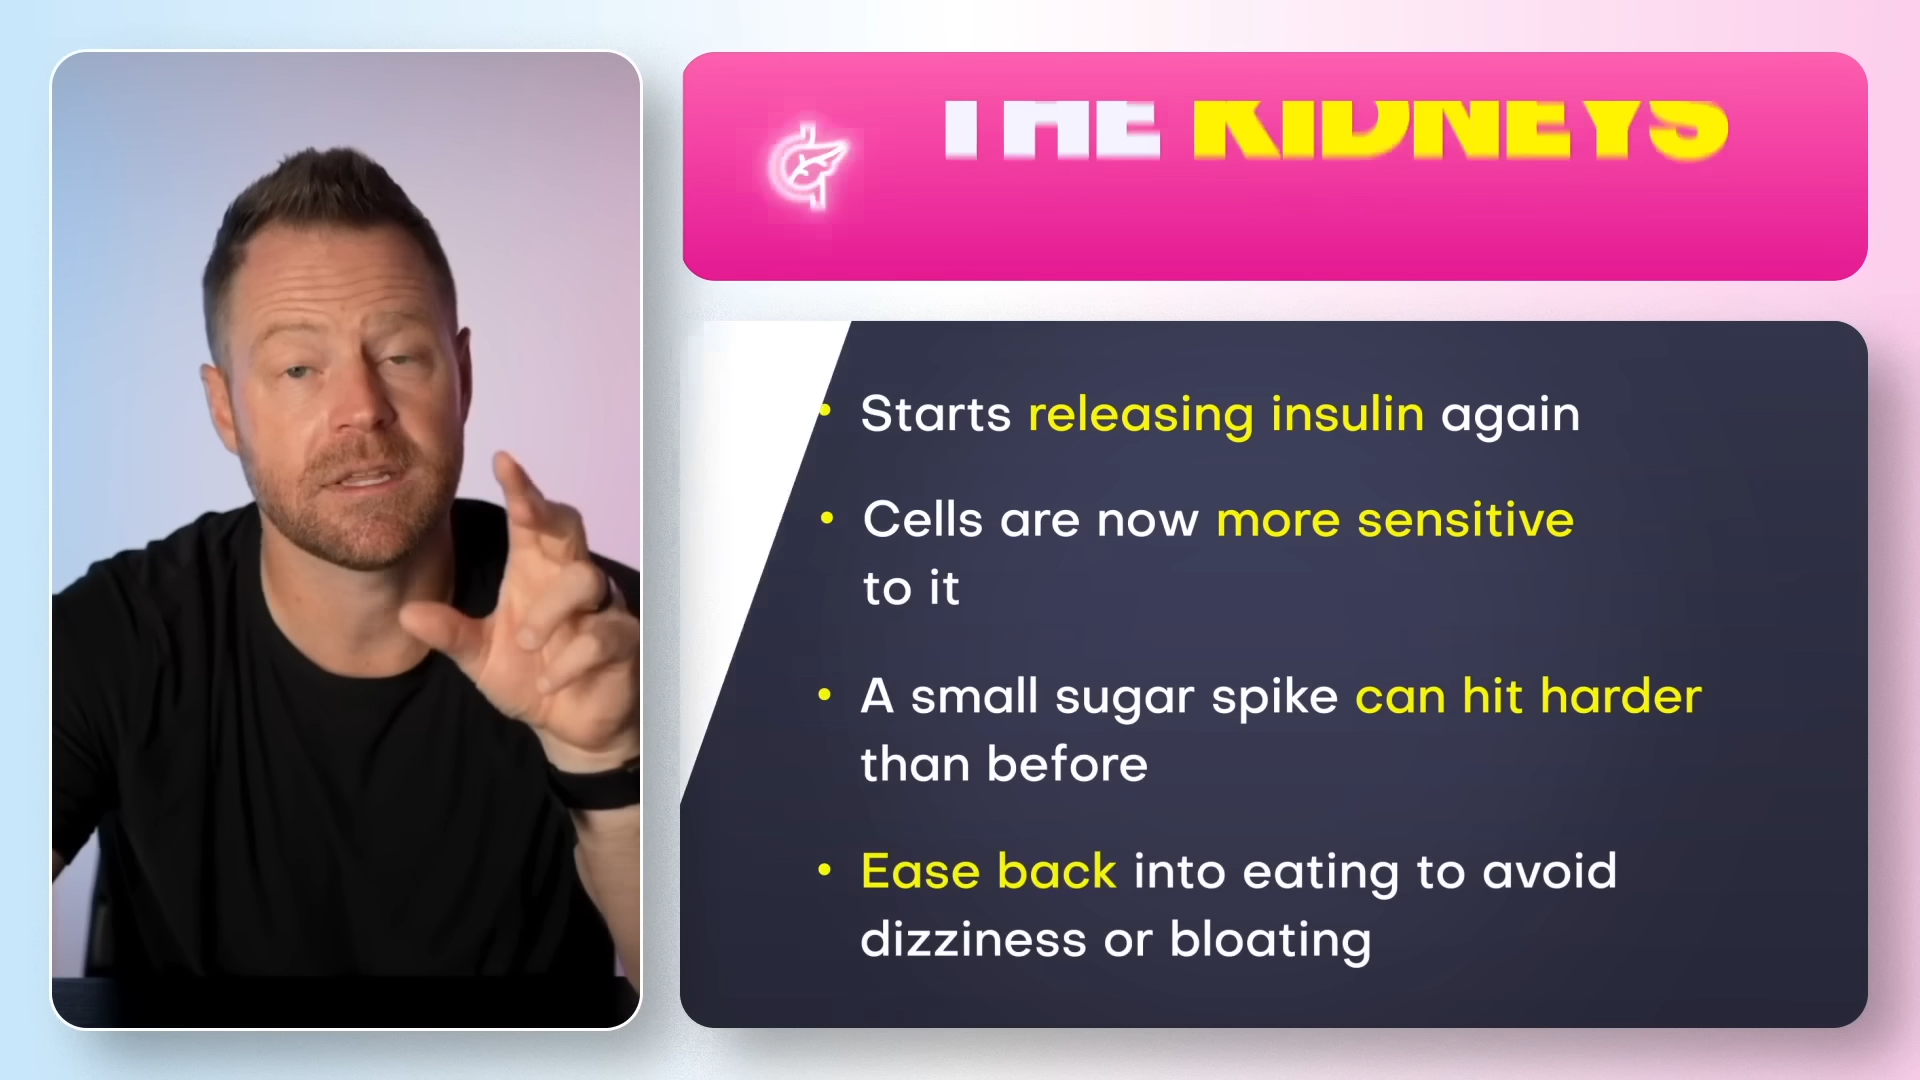 THE KIDNEYS
• Starts releasing insulin again
• Cells are now more sensitive
to it
• A small sugar spike can hit harder
than before
• Ease back into eating to avoid
dizziness or bloating